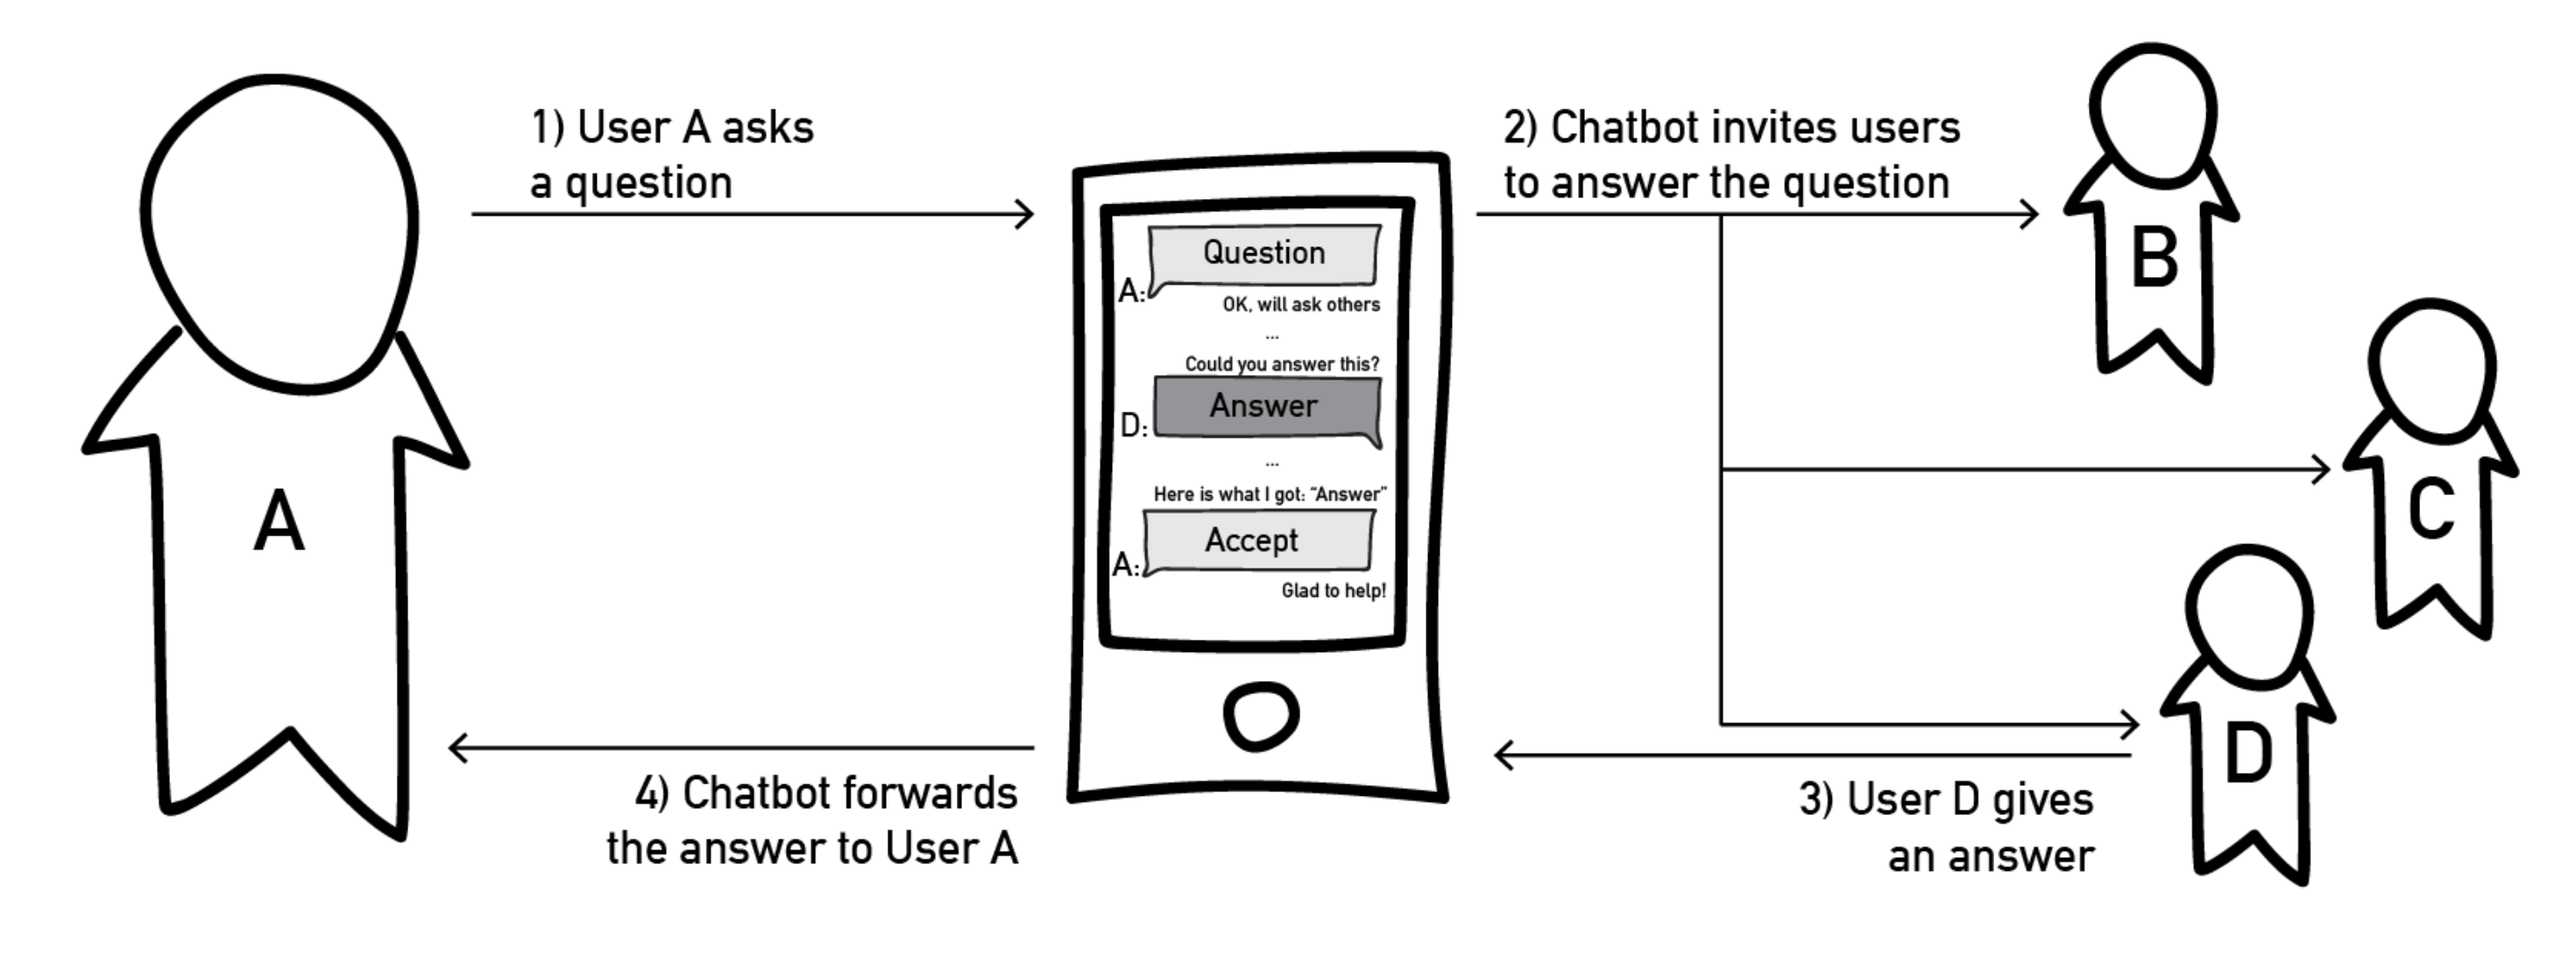 1) User A asks
a question
2) Chatbot invites users
to answer the question
A
Question
A:
OK, will ask others
...
Could you answer this?
Answer
D:
...
Here is what I got: “Answer”
Accept
A:
Glad to help!
B
C
D
4) Chatbot forwards
the answer to User A
3) User D gives
an answer